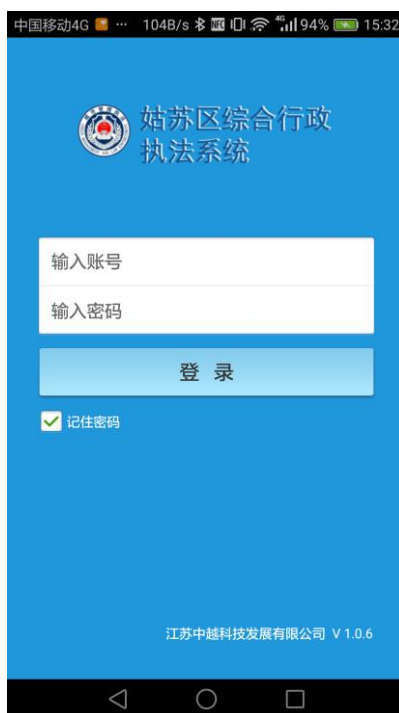 中国移动4G ··· 104B/s NFC 4G 94% 15:32
姑苏区综合行政
执法系统
输入账号
输入密码
登 录
记住密码
江苏中越科技发展有限公司 V 1.0.6